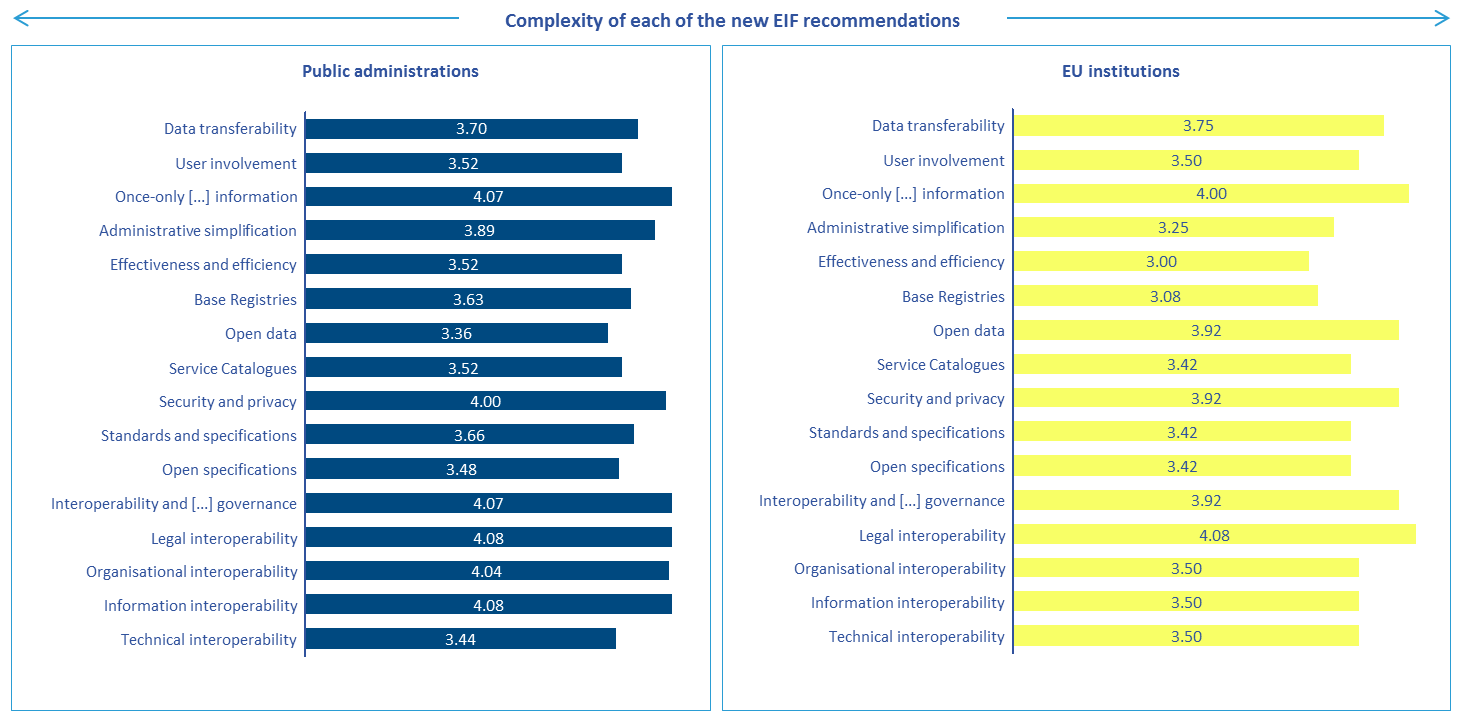 Complexity of each of the new EIF recommendations
Public administrations
Data transferability 3.70
User involvement 3.52
Once-only [...] information 4.07
Administrative simplification 3.89
Effectiveness and efficiency 3.52
Base Registries 3.63
Open data 3.36
Service Catalogues 3.52
Security and privacy 4.00
Standards and specifications 3.66
Open specifications 3.48
Interoperability and [...] governance 4.07
Legal interoperability 4.08
Organisational interoperability 4.04
Information interoperability 4.08
Technical interoperability 3.44
EU institutions
Data transferability 3.75
User involvement 3.50
Once-only [...] information 4.00
Administrative simplification 3.25
Effectiveness and efficiency 3.00
Base Registries 3.08
Open data 3.92
Service Catalogues 3.42
Security and privacy 3.92
Standards and specifications 3.42
Open specifications 3.42
Interoperability and [...] governance 3.92
Legal interoperability 4.08
Organisational interoperability 3.50
Information interoperability 3.50
Technical interoperability 3.50